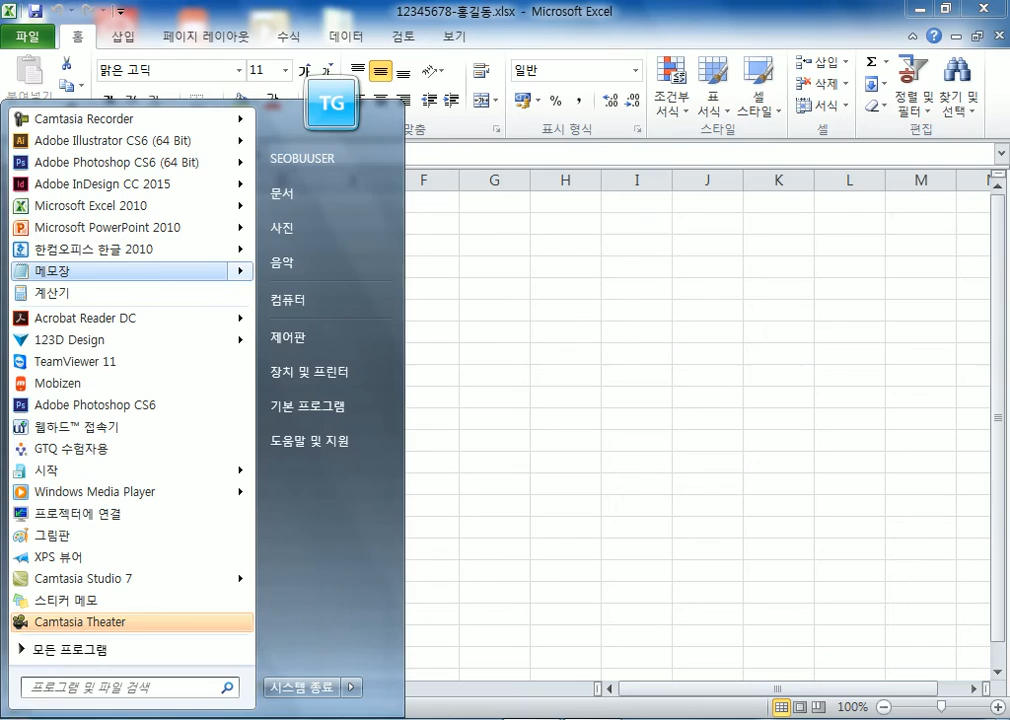 12345678-홍길동.xlsx - Microsoft Excel
파일 홈 삽입 페이지 레이아웃 수식 데이터 검토 보기
맑은 고딕 11 가 가 일반
삽입
삭제
서식
조건부 서식
표 서식
셀 스타일
정렬 및 필터
찾기 및 선택
붙여넣기
맞춤 표시 형식 스타일 셀 편집
F G H I J K L M
TG
Camtasia Recorder
Adobe Illustrator CS6 (64 Bit)
Adobe Photoshop CS6 (64 Bit)
Adobe InDesign CC 2015
Microsoft Excel 2010
Microsoft PowerPoint 2010
한컴오피스 한글 2010
메모장
계산기
Acrobat Reader DC
123D Design
TeamViewer 11
Mobizen
Adobe Photoshop CS6
웹하드™ 접속기
GTQ 수험자용
시작
Windows Media Player
프로젝터에 연결
그림판
XPS 뷰어
Camtasia Studio 7
스티커 메모
Camtasia Theater
모든 프로그램
프로그램 및 파일 검색
SEOBUUSER
문서
사진
음악
컴퓨터
제어판
장치 및 프린터
기본 프로그램
도움말 및 지원
시스템 종료
100%